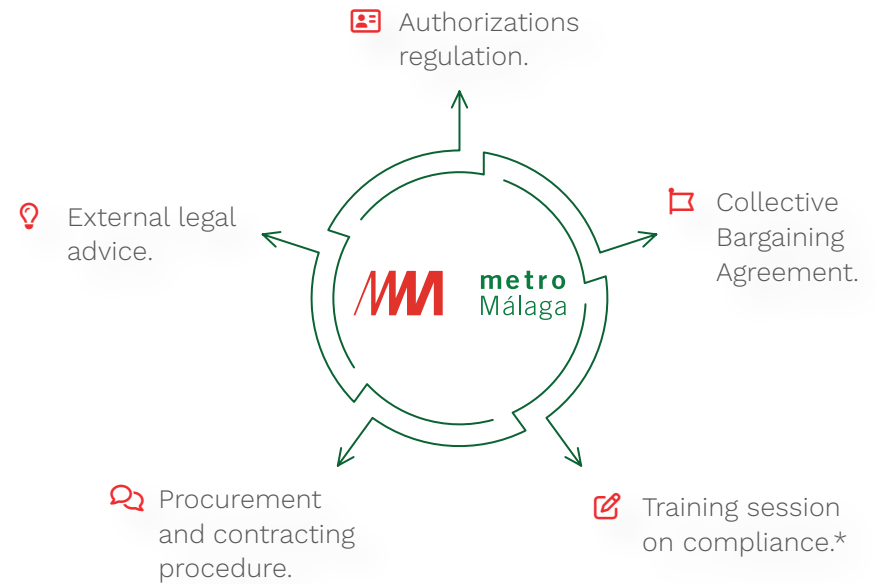 Authorizations
regulation.
External legal
advice.
Collective
Bargaining
Agreement.
metro
Málaga
Procurement
and contracting
procedure.
Training session
on compliance.*